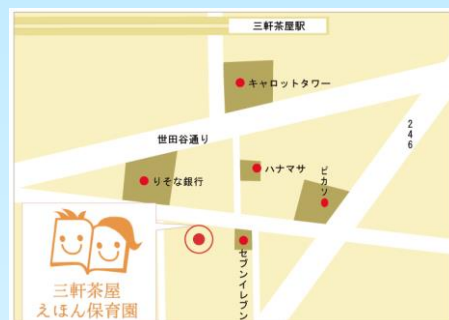 三軒茶屋駅
キャロットタワー
世田谷通り
246
ハナマサ
りそな銀行
ピカソ
セブンイレブン
三軒茶屋
えほん保育園